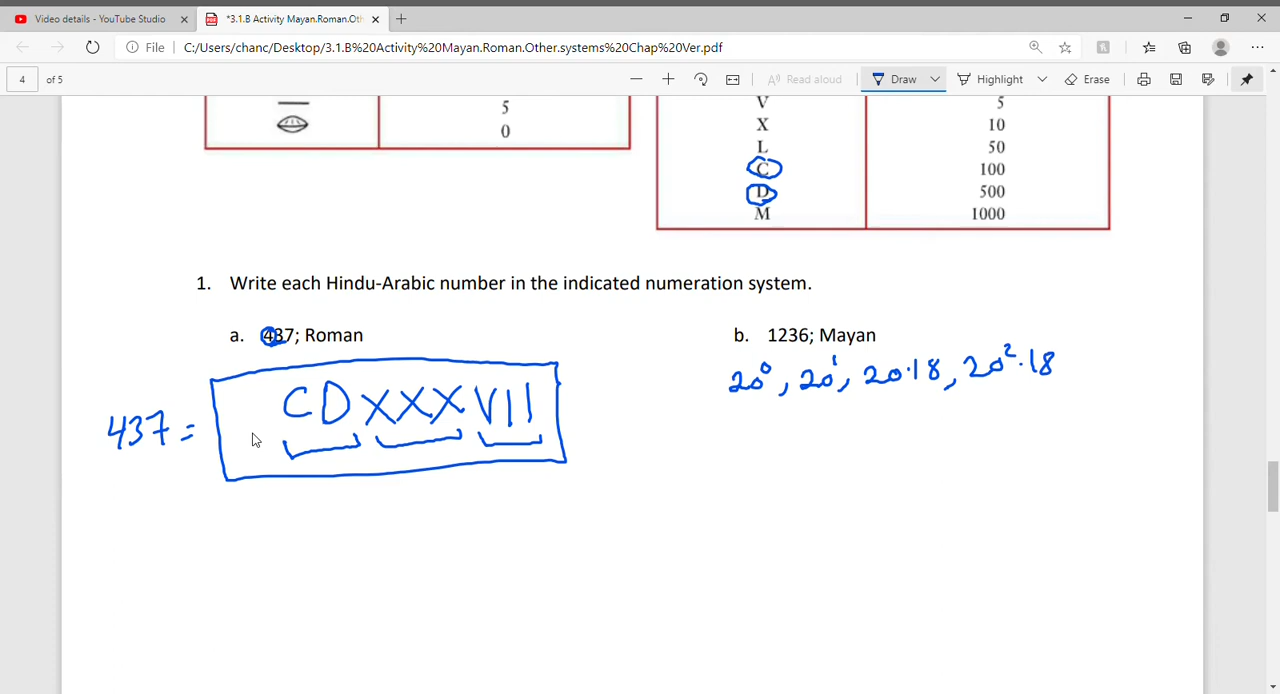 Video details - YouTube Studio
*3.1.B Activity Mayan.Roman.Oth
File C:/Users/chanc/Desktop/3.1.B%20Activity%20Mayan.Roman.Other.systems%20Chap%20Ver.pdf
4 of 5 Read aloud Draw Highlight Erase
5
0
V 5
X 10
L 50
C 100
D 500
M 1000
1. Write each Hindu-Arabic number in the indicated numeration system.
a. 437; Roman
b. 1236; Mayan
20⁰, 20¹, 20·18, 20²·18
437 = CDXXXVII